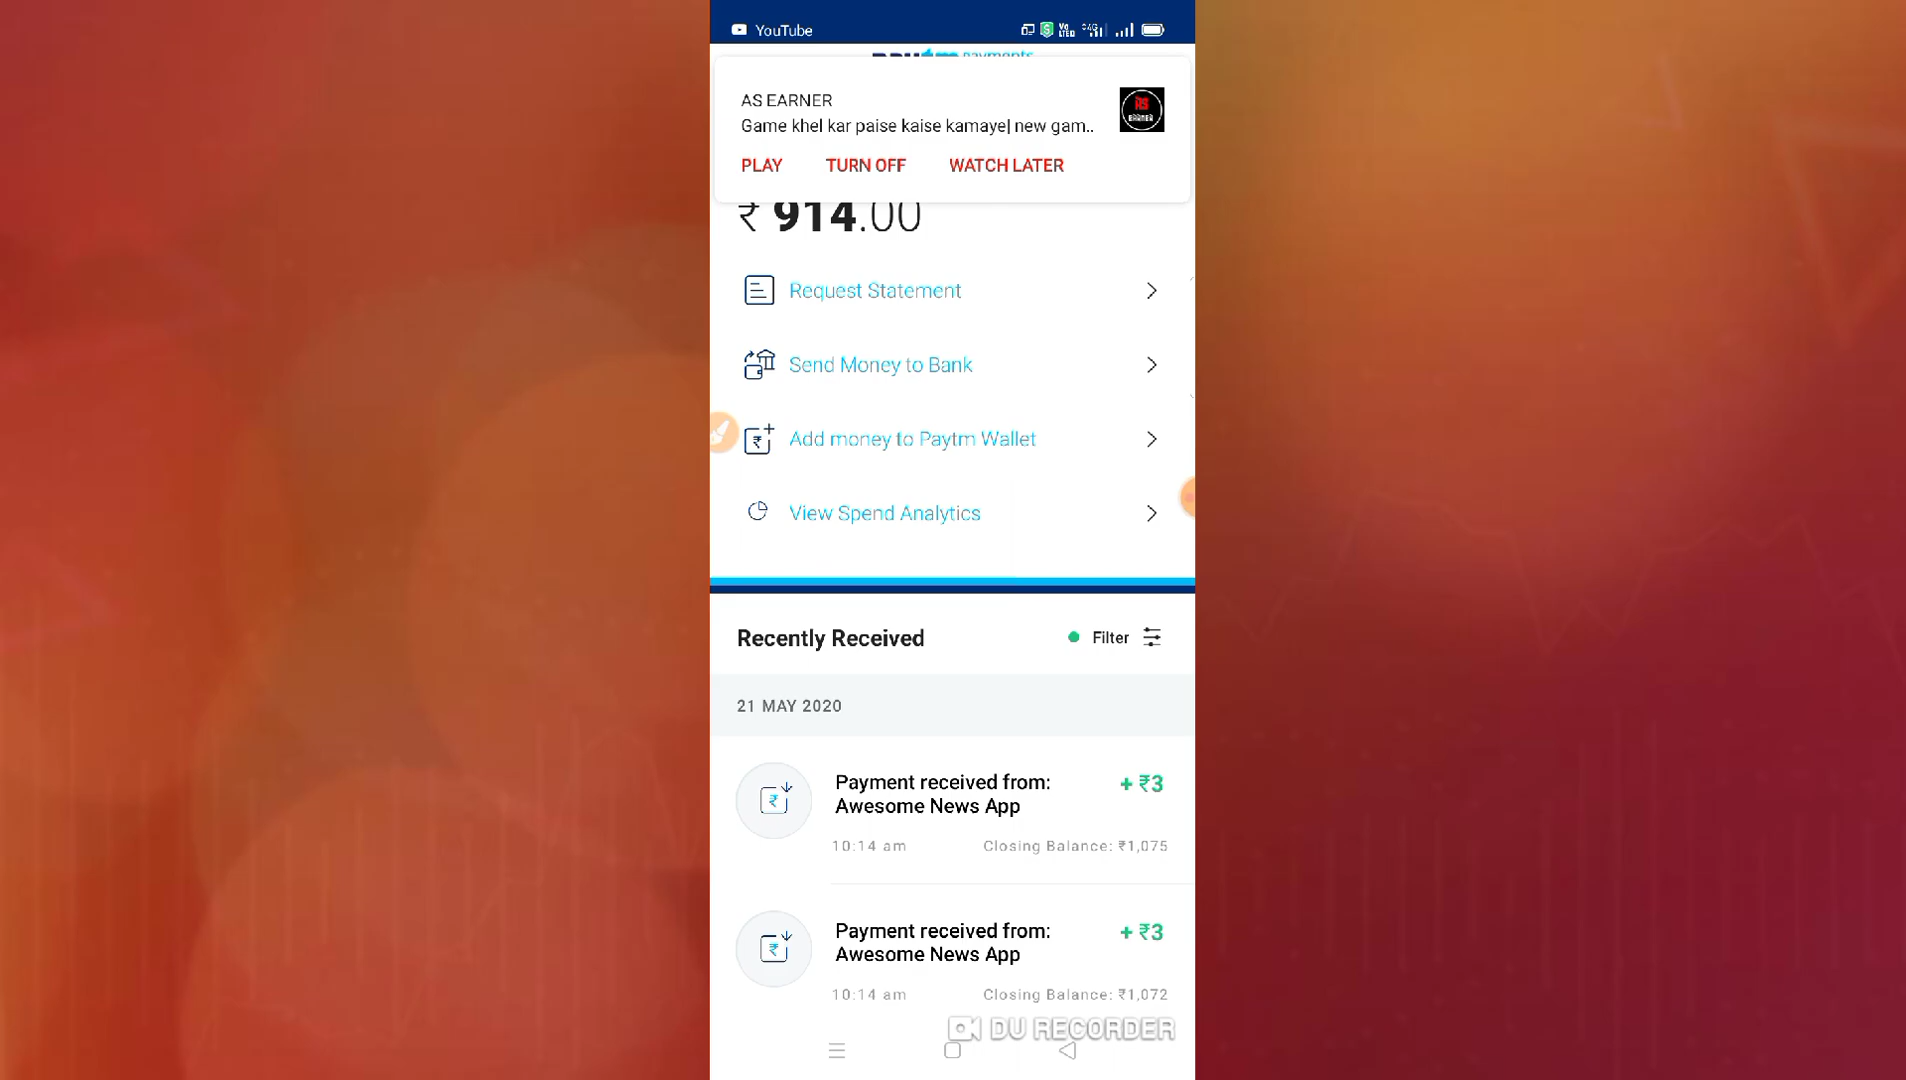 YouTube
payments
AS EARNER
Game khel kar paise kaise kamaye| new gam..
PLAY TURN OFF WATCH LATER
₹ 914.00
Request Statement
Send Money to Bank
Add money to Paytm Wallet
View Spend Analytics
Recently Received
Filter
21 MAY 2020
Payment received from: + ₹3
Awesome News App
10:14 am Closing Balance: ₹1,075
Payment received from: + ₹3
Awesome News App
10:14 am Closing Balance: ₹1,072
DU RECORDER